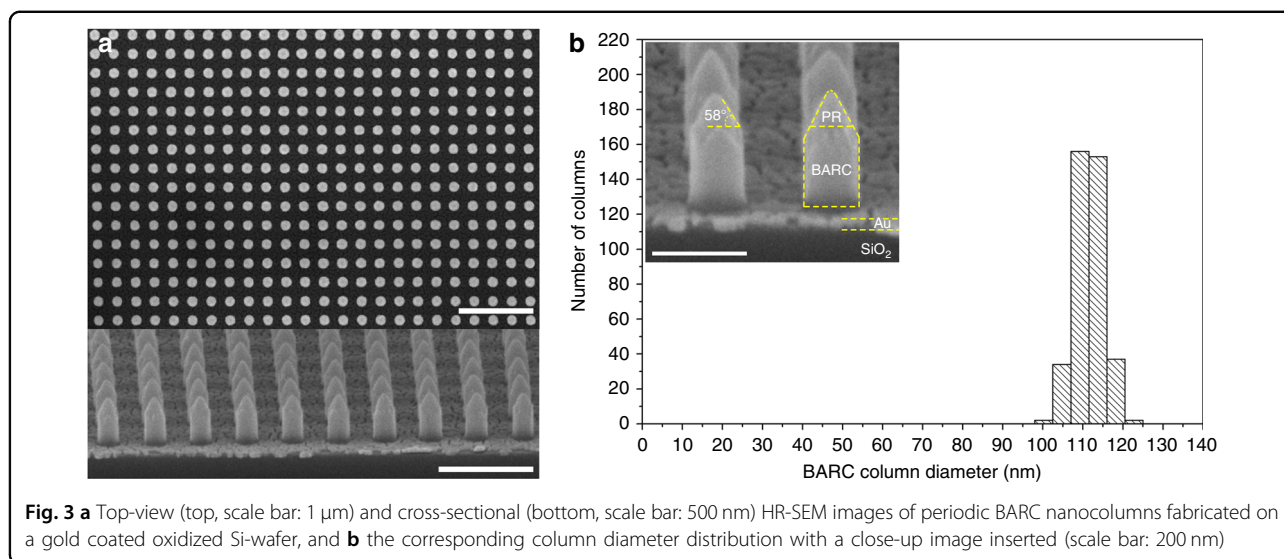 a
b
220
200
180
160
140
120
100
80
60
40
20
0
Number of columns
58°
PR
BARC
Au
SiO₂
0 10 20 30 40 50 60 70 80 90 100 110 120 130 140
BARC column diameter (nm)
Fig. 3 a Top-view (top, scale bar: 1 μm) and cross-sectional (bottom, scale bar: 500 nm) HR-SEM images of periodic BARC nanocolumns fabricated on
a gold coated oxidized Si-wafer, and b the corresponding column diameter distribution with a close-up image inserted (scale bar: 200 nm)